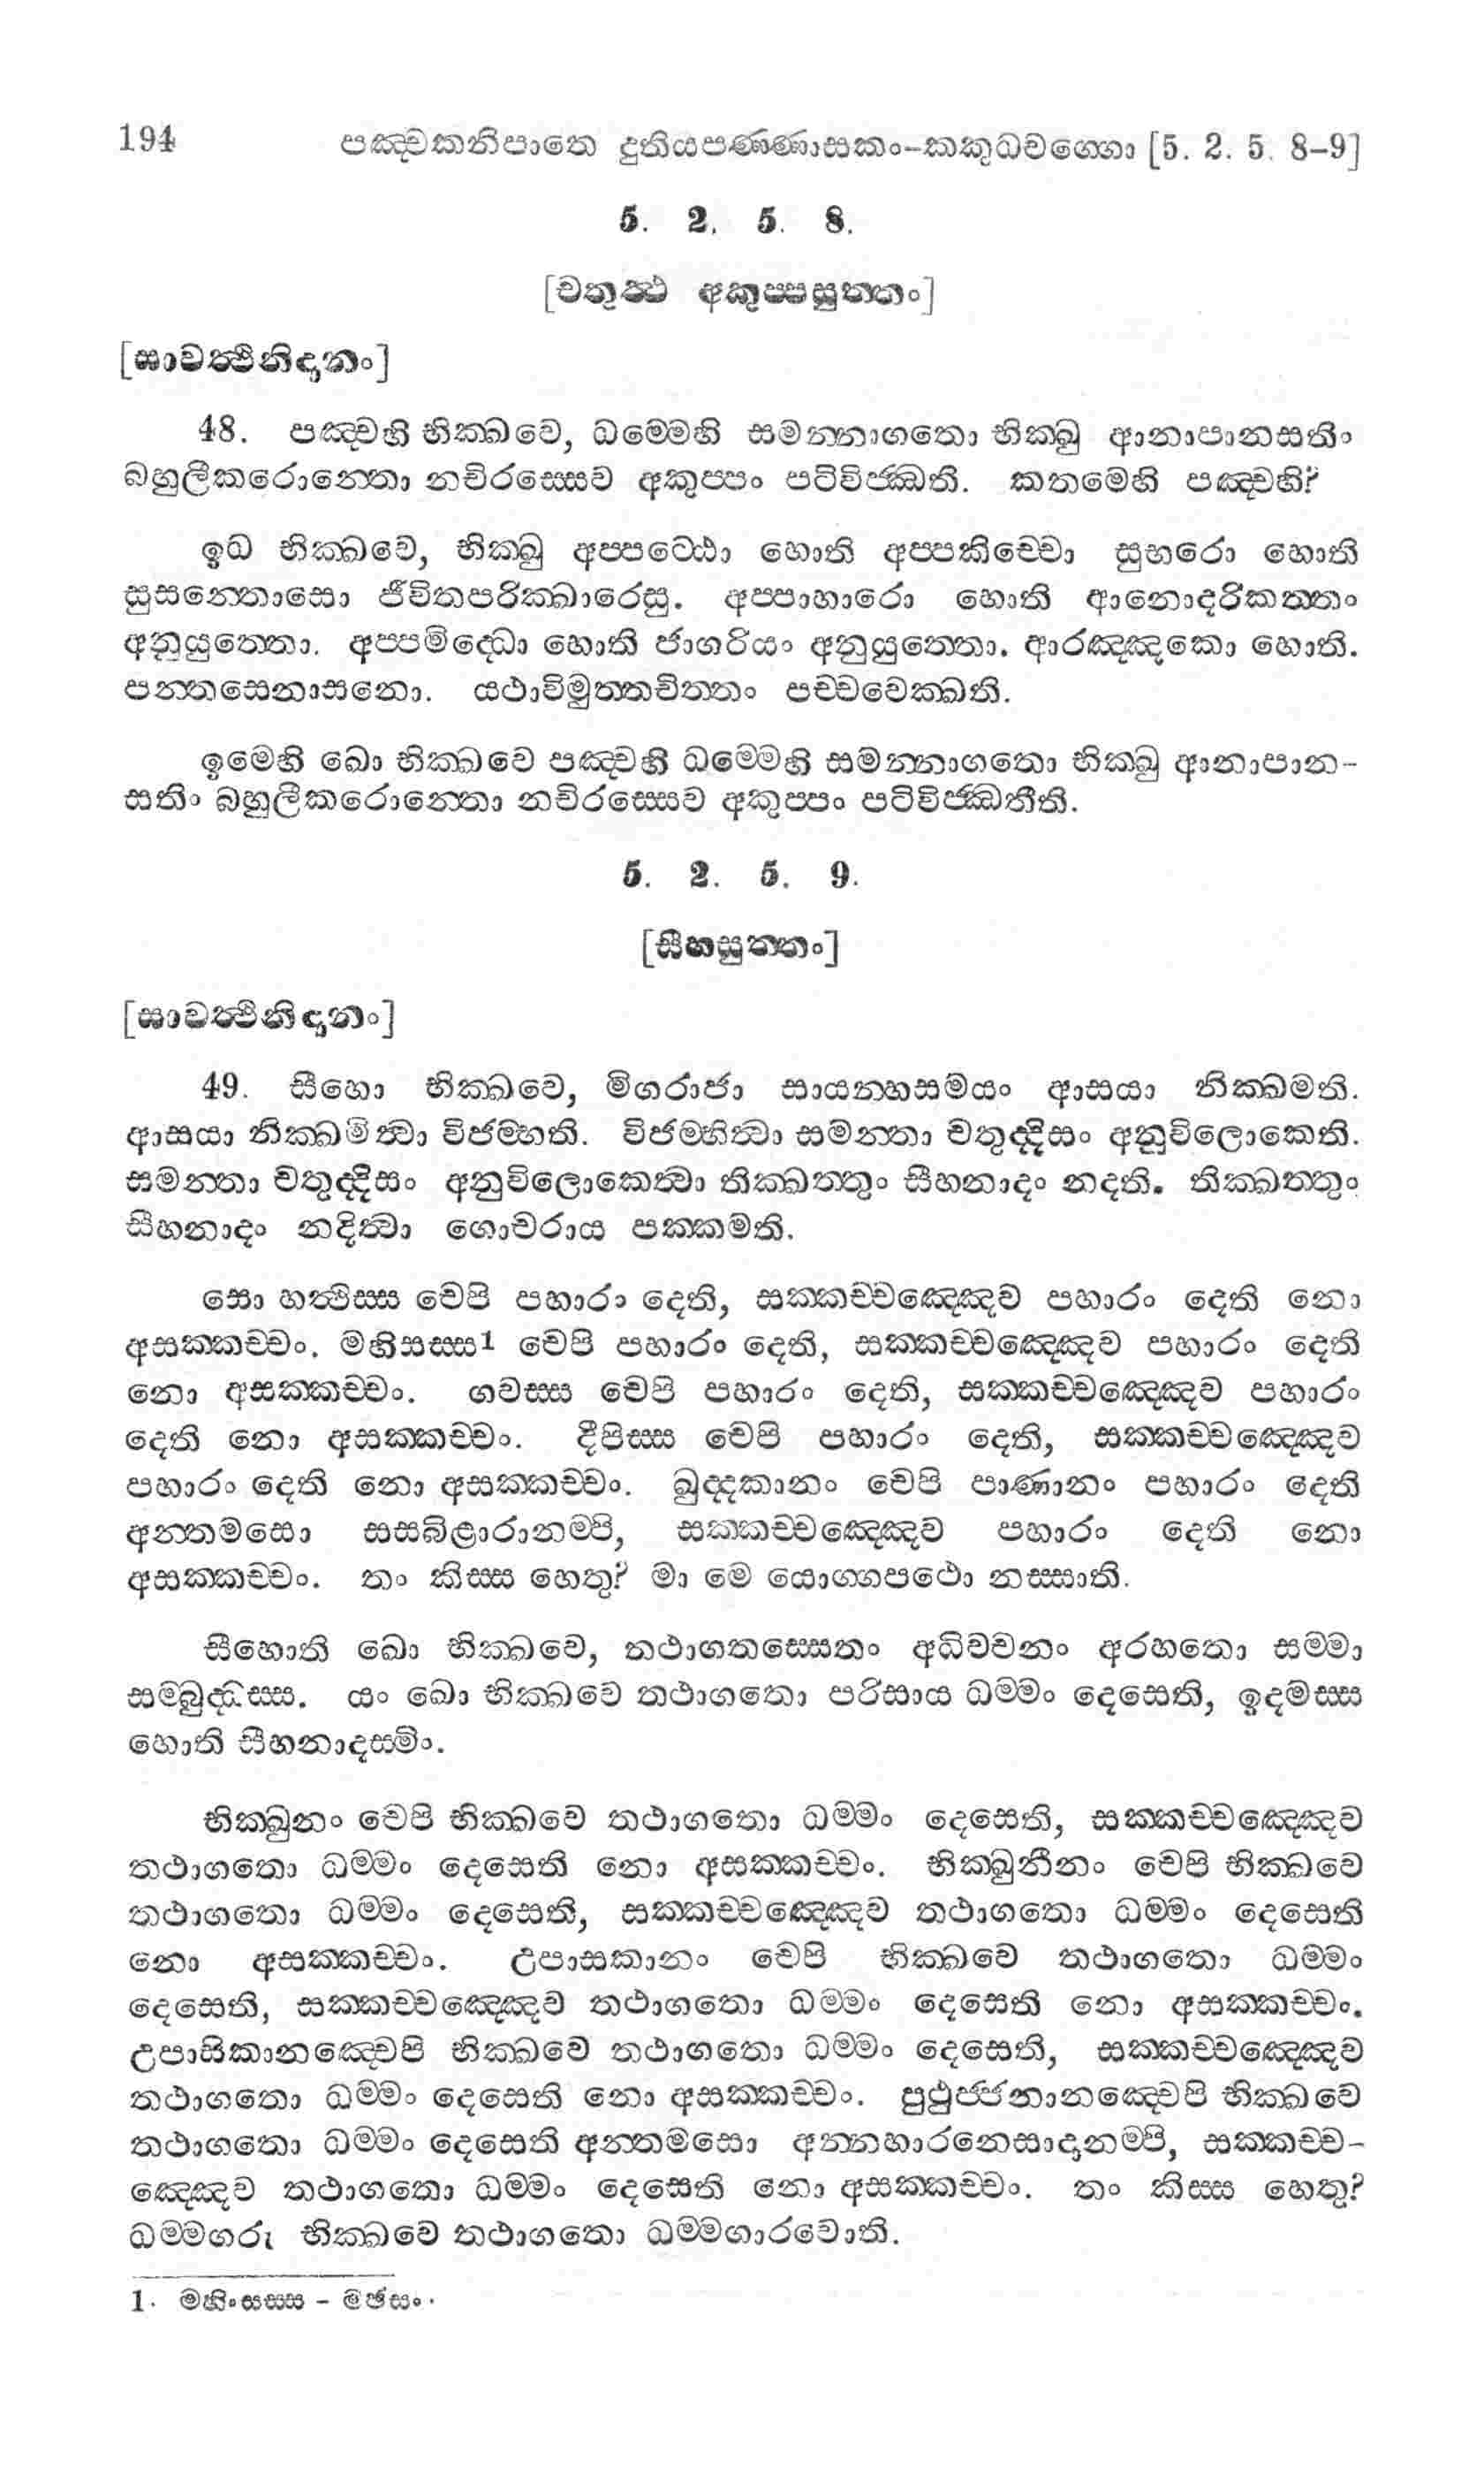 194 පඤ්චකනිපාතෙ දුතියපණ්ණාසකං-කකුධවග්ගො [5. 2. 5. 8-9]
5. 2. 5. 8.
[චතුත්ථ අකුප්පසුත්තං]
[සාවත්ථිනිදානං]
48. පඤ්චහි භික්ඛවෙ, ධම්මෙහි සමන්නාගතො භික්ඛු ආනාපානසතිං
බහුලීකරොන්තො නචිරස්සෙව අකුප්පං පටිවිජ්ඣති. කතමෙහි පඤ්චහි?
ඉධ භික්ඛවෙ, භික්ඛු අප්පට්ඨො හොති අප්පකිච්චො සුභරො හොති
සුසන්තොසො ජීවිතපරික්ඛාරෙසු. අප්පාහාරො හොති ආනොදරිකත්තං
අනුයුත්තො. අප්පමිද්ධො හොති ජාගරියං අනුයුත්තො. ආරඤ්ඤකො හොති.
පන්තසෙනාසනො. යථාවිමුත්තචිත්තං පච්චවෙක්ඛති.
ඉමෙහි ඛො භික්ඛවෙ පඤ්චහි ධම්මෙහි සමන්නාගතො භික්ඛු ආනාපාන-
සතිං බහුලීකරොන්තො නචිරස්සෙව අකුප්පං පටිවිජ්ඣතීති.
5. 2. 5. 9.
[සීහසුත්තං]
[සාවත්ථිනිදානං]
49. සීහො භික්ඛවෙ, මිගරාජා සායන්හසමයං ආසයා නික්ඛමති.
ආසයා නික්ඛමිත්වා විජම්භති. විජම්භිත්වා සමන්තා චතුද්දිසං අනුවිලොකෙති.
සමන්තා චතුද්දිසං අනුවිලොකෙත්වා තික්ඛත්තුං සීහනාදං නදති. තික්ඛත්තුං
සීහනාදං නදිත්වා ගොචරාය පක්කමති.
සො හත්ථිස්ස චෙපි පහාරං දෙති, සක්කච්චඤ්ඤෙව පහාරං දෙති නො
අසක්කච්චං. මහිසස්ස1 චෙපි පහාරං දෙති, සක්කච්චඤ්ඤෙව පහාරං දෙති
නො අසක්කච්චං. ගවස්ස චෙපි පහාරං දෙති, සක්කච්චඤ්ඤෙව පහාරං
දෙති නො අසක්කච්චං. දීපිස්ස චෙපි පහාරං දෙති, සක්කච්චඤ්ඤෙව
පහාරං දෙති නො අසක්කච්චං. ඛුද්දකානං චෙපි පාණානං පහාරං දෙති
අන්තමසො සසබිළාරානම්පි, සක්කච්චඤ්ඤෙව පහාරං දෙති නො
අසක්කච්චං. තං කිස්ස හෙතු? මා මෙ යොග්ගපථො නස්සාති.
සීහොති ඛො භික්ඛවෙ, තථාගතස්සෙතං අධිවචනං අරහතො සම්මා
සම්බුද්ධස්ස. යං ඛො භික්ඛවෙ තථාගතො පරිසාය ධම්මං දෙසෙති, ඉදමස්ස
හොති සීහනාදස්මිං.
භික්ඛුනං චෙපි භික්ඛවෙ තථාගතො ධම්මං දෙසෙති, සක්කච්චඤ්ඤෙව
තථාගතො ධම්මං දෙසෙති නො අසක්කච්චං. භික්ඛුනීනං චෙපි භික්ඛවෙ
තථාගතො ධම්මං දෙසෙති, සක්කච්චඤ්ඤෙව තථාගතො ධම්මං දෙසෙති
නො අසක්කච්චං. උපාසකානං චෙපි භික්ඛවෙ තථාගතො ධම්මං
දෙසෙති, සක්කච්චඤ්ඤෙව තථාගතො ධම්මං දෙසෙති නො අසක්කච්චං.
උපාසිකානඤ්චෙපි භික්ඛවෙ තථාගතො ධම්මං දෙසෙති, සක්කච්චඤ්ඤෙව
තථාගතො ධම්මං දෙසෙති නො අසක්කච්චං. පුථුජ්ජනානඤ්චෙපි භික්ඛවෙ
තථාගතො ධම්මං දෙසෙති අන්තමසො අන්නහාරනෙසාදානම්පි, සක්කච්ච-
ඤ්ඤෙව තථාගතො ධම්මං දෙසෙති නො අසක්කච්චං. තං කිස්ස හෙතු?
ධම්මගරු භික්ඛවෙ තථාගතො ධම්මගාරවොති.
1. මහිංසස්ස - මජසං.